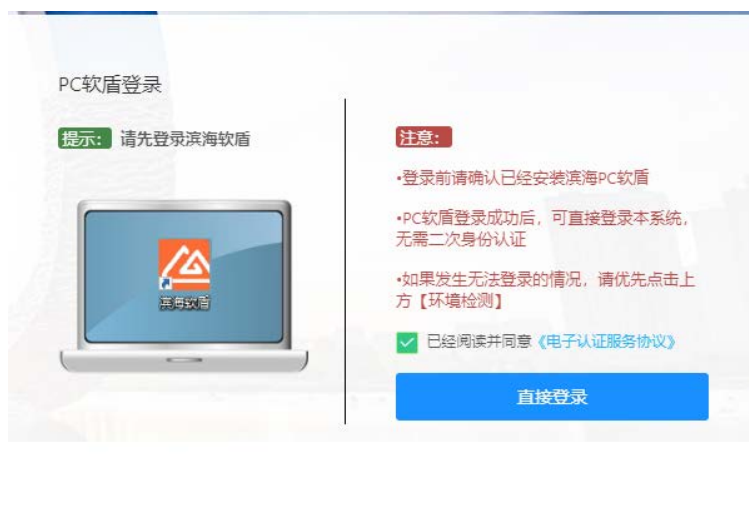 PC软盾登录
提示： 请先登录滨海软盾
滨海软盾
注意：
•登录前请确认已经安装滨海PC软盾
•PC软盾登录成功后，可直接登录本系统，
无需二次身份认证
•如果发生无法登录的情况，请优先点击上
方【环境检测】
已经阅读并同意《电子认证服务协议》
直接登录